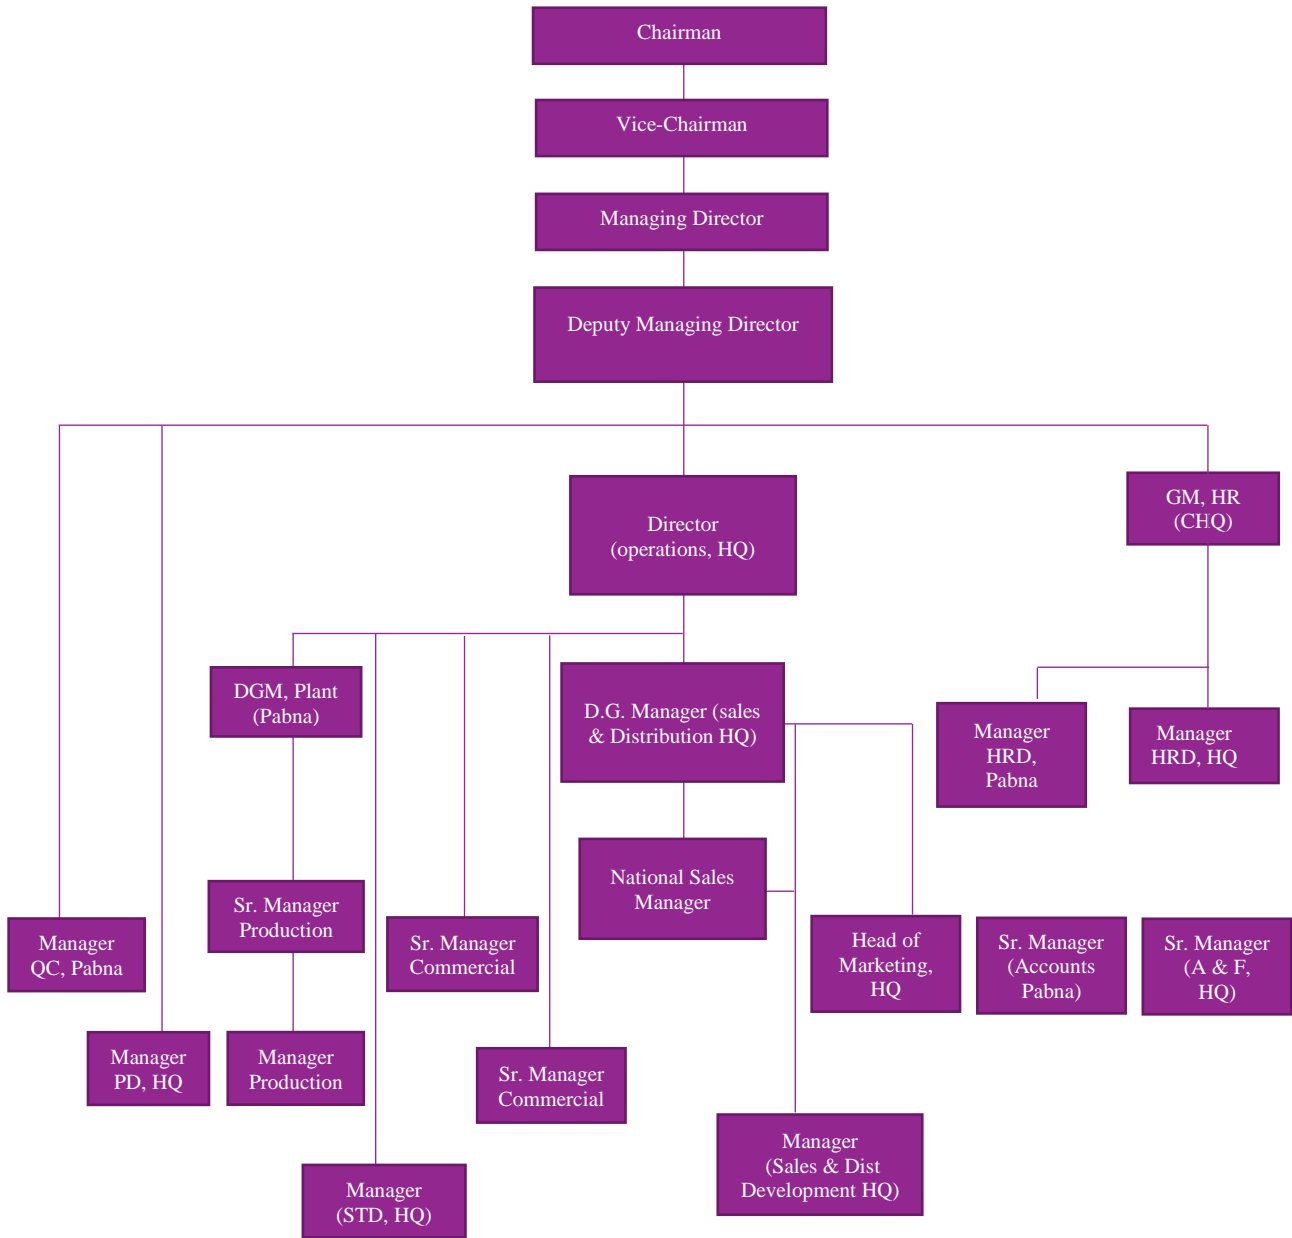 Chairman
Vice-Chairman
Managing Director
Deputy Managing Director
Director
(operations, HQ)
GM, HR
(CHQ)
DGM, Plant
(Pabna)
D.G. Manager (sales
& Distribution HQ)
Manager
HRD,
Pabna
Manager
HRD, HQ
National Sales
Manager
Sr. Manager
Production
Manager
QC, Pabna
Sr. Manager
Commercial
Head of
Marketing,
HQ
Sr. Manager
(Accounts
Pabna)
Sr. Manager
(A & F,
HQ)
Manager
PD, HQ
Manager
Production
Sr. Manager
Commercial
Manager
(Sales & Dist
Development HQ)
Manager
(STD, HQ)